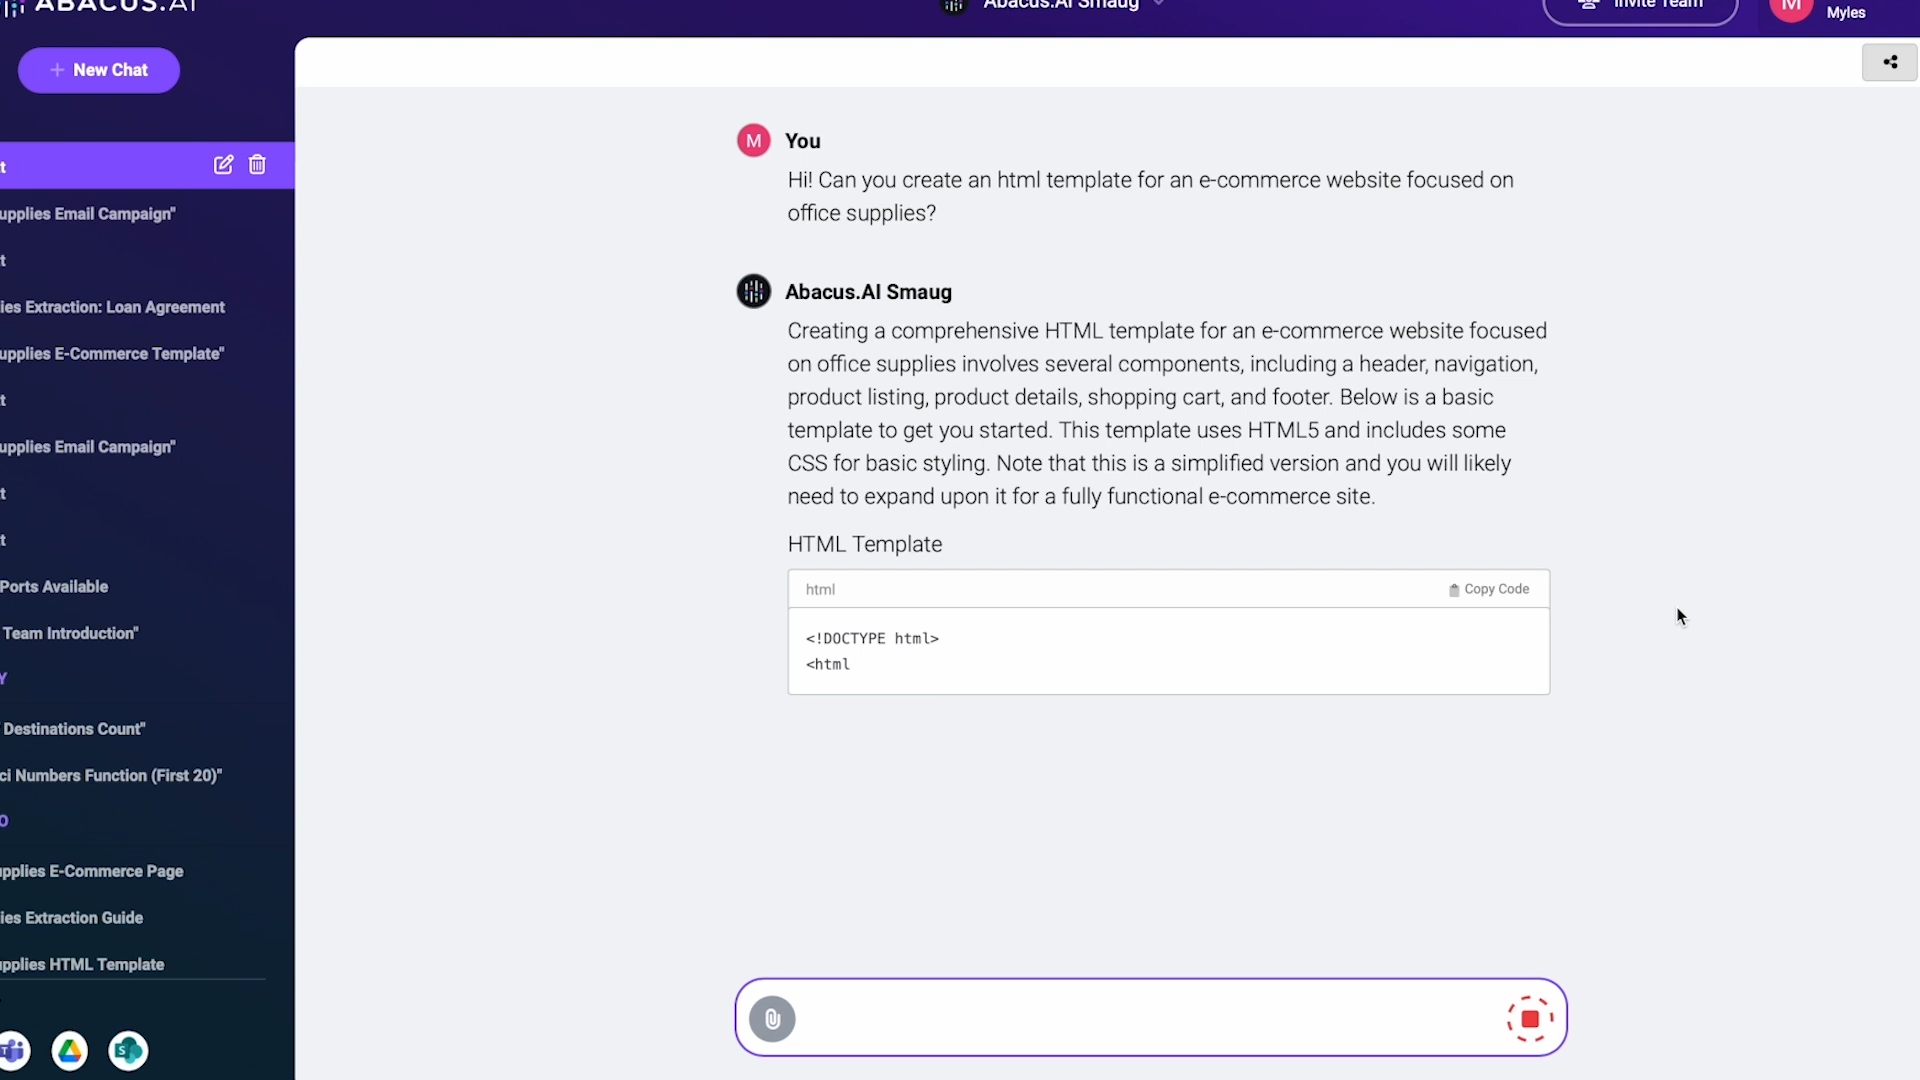 ABACUS.AI
Abacus.AI Smaug
Invite Team
M
Myles
New Chat
t
upplies Email Campaign"
t
ies Extraction: Loan Agreement
upplies E-Commerce Template"
t
upplies Email Campaign"
t
t
Ports Available
Team Introduction"
Y
Destinations Count"
ci Numbers Function (First 20)"
O
upplies E-Commerce Page
ies Extraction Guide
upplies HTML Template
M
You
Hi! Can you create an html template for an e-commerce website focused on
office supplies?
Abacus.AI Smaug
Creating a comprehensive HTML template for an e-commerce website focused
on office supplies involves several components, including a header, navigation,
product listing, product details, shopping cart, and footer. Below is a basic
template to get you started. This template uses HTML5 and includes some
CSS for basic styling. Note that this is a simplified version and you will likely
need to expand upon it for a fully functional e-commerce site.
HTML Template
html
Copy Code
<!DOCTYPE html>
<html